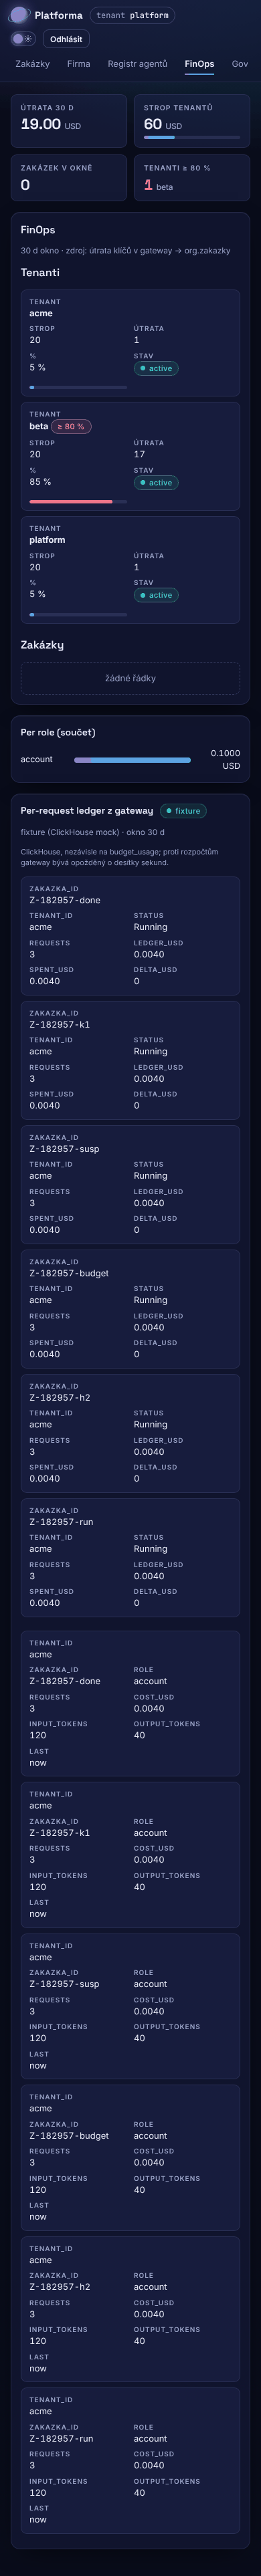 Platforma
tenant platform
Odhlásit
Zakázky Firma Registr agentů FinOps Gov
ÚTRATA 30 D
19.00 USD
STROP TENANTŮ
60 USD
ZAKÁZEK V OKNĚ
0
TENANTI ≥ 80 %
1 beta
FinOps
30 d okno · zdroj: útrata klíčů v gateway → org.zakazky
Tenanti
TENANT
acme
STROP ÚTRATA
20 1
% STAV
5 % active
TENANT
beta ≥ 80 %
STROP ÚTRATA
20 17
% STAV
85 % active
TENANT
platform
STROP ÚTRATA
20 1
% STAV
5 % active
Zakázky
žádné řádky
Per role (součet)
account 0.1000
USD
Per-request ledger z gateway fixture
fixture (ClickHouse mock) · okno 30 d
ClickHouse, nezávisle na budget_usage; proti rozpočtům
gateway bývá opožděný o desítky sekund.
ZAKAZKA_ID
Z-182957-done
TENANT_ID STATUS
acme Running
REQUESTS LEDGER_USD
3 0.0040
SPENT_USD DELTA_USD
0.0040 0
ZAKAZKA_ID
Z-182957-k1
TENANT_ID STATUS
acme Running
REQUESTS LEDGER_USD
3 0.0040
SPENT_USD DELTA_USD
0.0040 0
ZAKAZKA_ID
Z-182957-susp
TENANT_ID STATUS
acme Running
REQUESTS LEDGER_USD
3 0.0040
SPENT_USD DELTA_USD
0.0040 0
ZAKAZKA_ID
Z-182957-budget
TENANT_ID STATUS
acme Running
REQUESTS LEDGER_USD
3 0.0040
SPENT_USD DELTA_USD
0.0040 0
ZAKAZKA_ID
Z-182957-h2
TENANT_ID STATUS
acme Running
REQUESTS LEDGER_USD
3 0.0040
SPENT_USD DELTA_USD
0.0040 0
ZAKAZKA_ID
Z-182957-run
TENANT_ID STATUS
acme Running
REQUESTS LEDGER_USD
3 0.0040
SPENT_USD DELTA_USD
0.0040 0
TENANT_ID
acme
ZAKAZKA_ID ROLE
Z-182957-done account
REQUESTS COST_USD
3 0.0040
INPUT_TOKENS OUTPUT_TOKENS
120 40
LAST
now
TENANT_ID
acme
ZAKAZKA_ID ROLE
Z-182957-k1 account
REQUESTS COST_USD
3 0.0040
INPUT_TOKENS OUTPUT_TOKENS
120 40
LAST
now
TENANT_ID
acme
ZAKAZKA_ID ROLE
Z-182957-susp account
REQUESTS COST_USD
3 0.0040
INPUT_TOKENS OUTPUT_TOKENS
120 40
LAST
now
TENANT_ID
acme
ZAKAZKA_ID ROLE
Z-182957-budget account
REQUESTS COST_USD
3 0.0040
INPUT_TOKENS OUTPUT_TOKENS
120 40
LAST
now
TENANT_ID
acme
ZAKAZKA_ID ROLE
Z-182957-h2 account
REQUESTS COST_USD
3 0.0040
INPUT_TOKENS OUTPUT_TOKENS
120 40
LAST
now
TENANT_ID
acme
ZAKAZKA_ID ROLE
Z-182957-run account
REQUESTS COST_USD
3 0.0040
INPUT_TOKENS OUTPUT_TOKENS
120 40
LAST
now